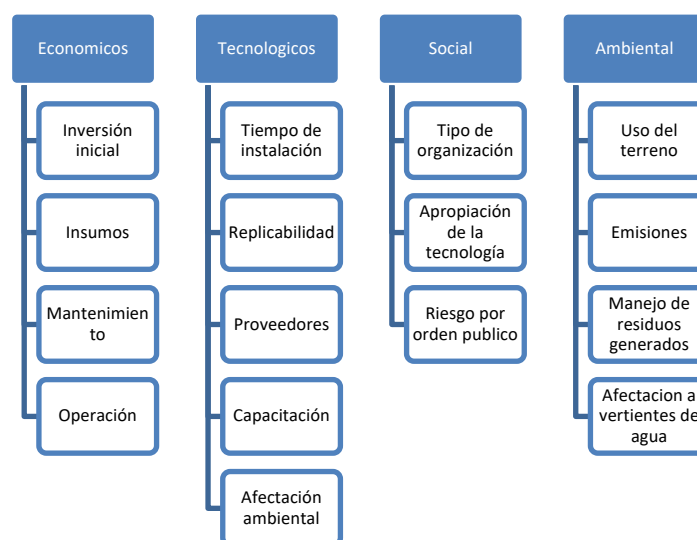 Economicos
Inversión
inicial
Insumos
Mantenimien
to
Operación
Tecnologicos
Tiempo de
instalación
Replicabilidad
Proveedores
Capacitación
Afectación
ambiental
Social
Tipo de
organización
Apropiación
de la
tecnología
Riesgo por
orden publico
Ambiental
Uso del
terreno
Emisiones
Manejo de
residuos
generados
Afectacion a
vertientes de
agua